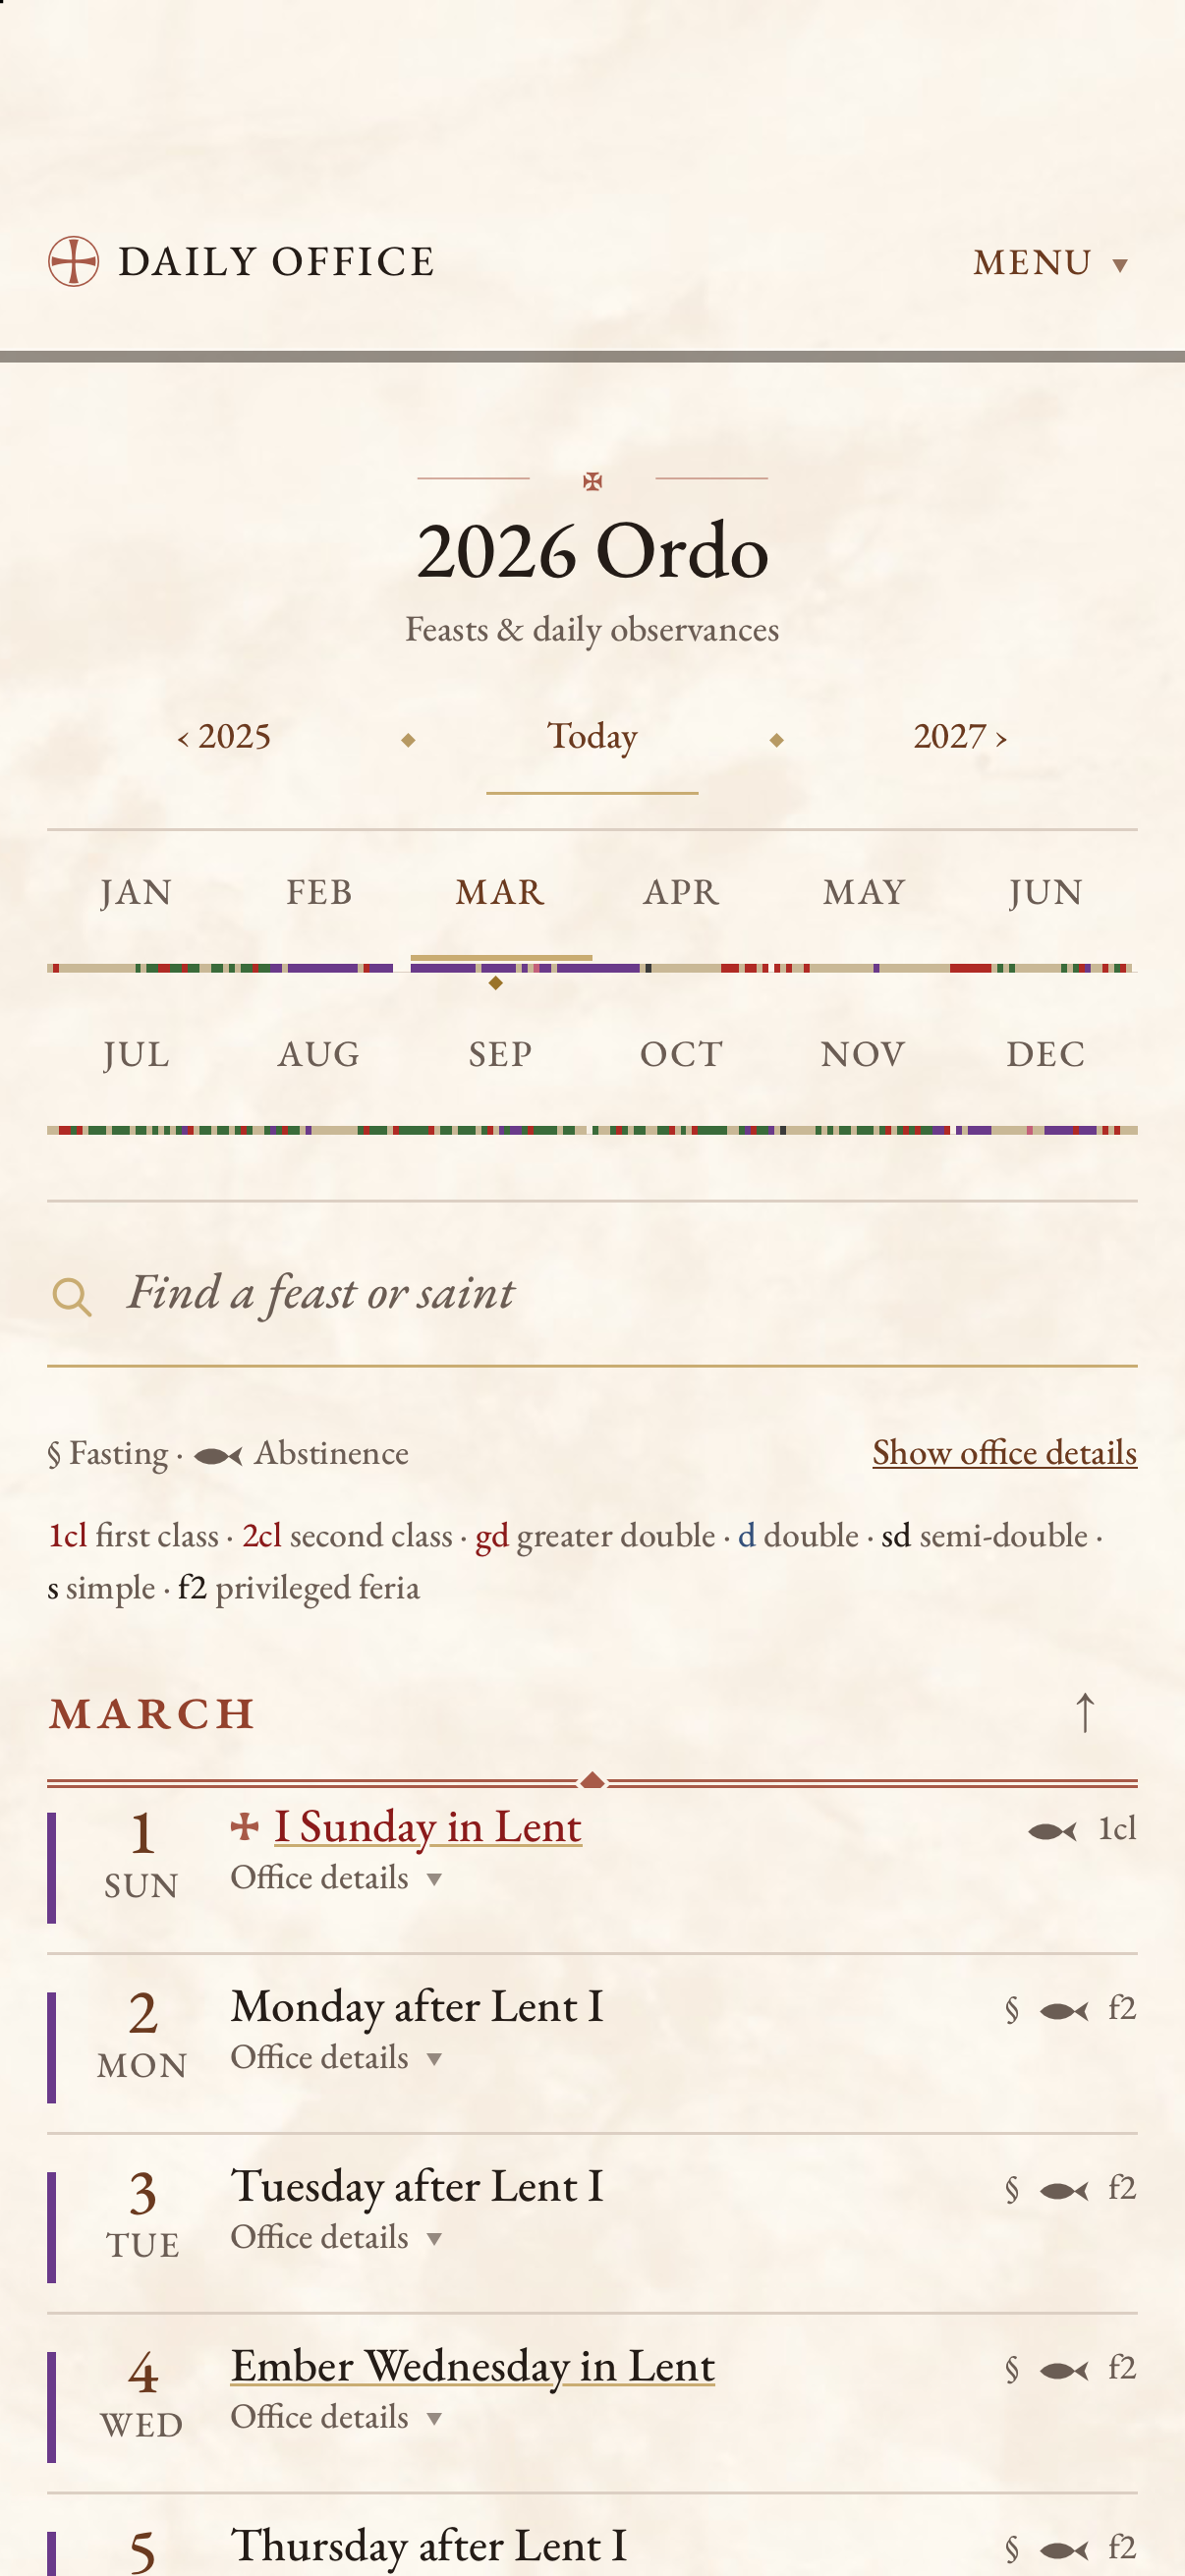 DAILY OFFICE MENU ▼
✠
2026 Ordo
Feasts & daily observances
‹ 2025 ◆ Today ◆ 2027 ›
JAN FEB MAR APR MAY JUN
JUL AUG SEP OCT NOV DEC
Find a feast or saint
§ Fasting · Abstinence Show office details
1cl first class · 2cl second class · gd greater double · d double · sd semi-double ·
s simple · f2 privileged feria
MARCH ↑
1 ✠ I Sunday in Lent 1cl
SUN Office details ▼
2 Monday after Lent I § f2
MON Office details ▼
3 Tuesday after Lent I § f2
TUE Office details ▼
4 Ember Wednesday in Lent § f2
WED Office details ▼
5 Thursday after Lent I § f2